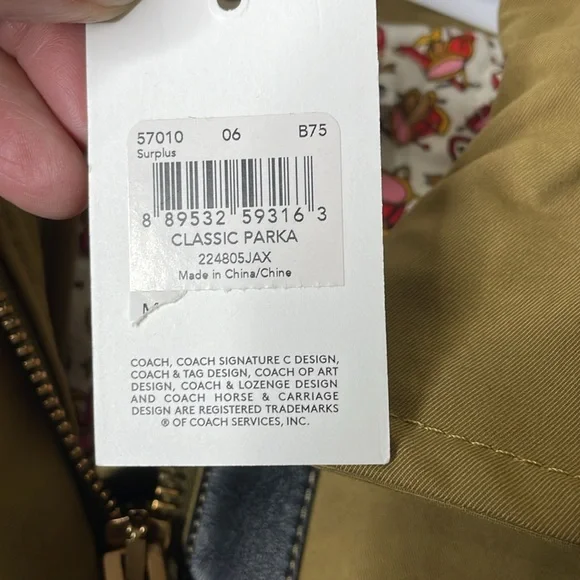 57010 06 B75
Surplus
8 89532 59316 3
CLASSIC PARKA
224805JAX
Made in China/Chine
COACH, COACH SIGNATURE C DESIGN,
COACH & TAG DESIGN, COACH OP ART
DESIGN, COACH & LOZENGE DESIGN
AND COACH HORSE & CARRIAGE
DESIGN ARE REGISTERED TRADEMARKS
® OF COACH SERVICES, INC.